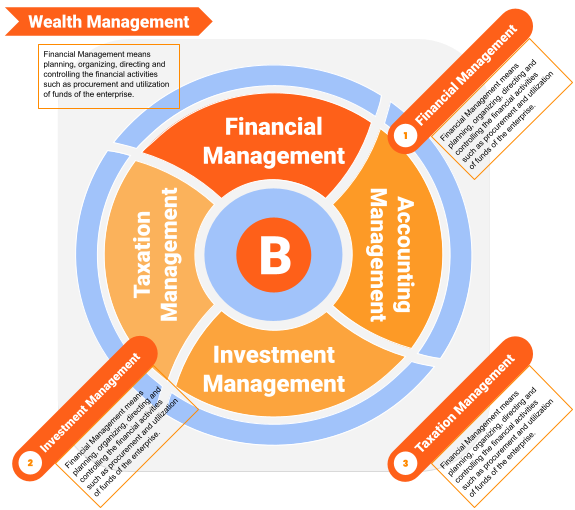 Wealth Management
Financial Management means
planning, organizing, directing and
controlling the financial activities
such as procurement and utilization
of funds of the enterprise.
1
Financial Management
Financial Management means
planning, organizing, directing and
controlling the financial activities
such as procurement and utilization
of funds of the enterprise.
Financial
Management
Accounting
Management
Taxation
Management
B
Investment
Management
2
Investment Management
Financial Management means
planning, organizing, directing and
controlling the financial activities
such as procurement and utilization
of funds of the enterprise.
3
Taxation Management
Financial Management means
planning, organizing, directing and
controlling the financial activities
such as procurement and utilization
of funds of the enterprise.